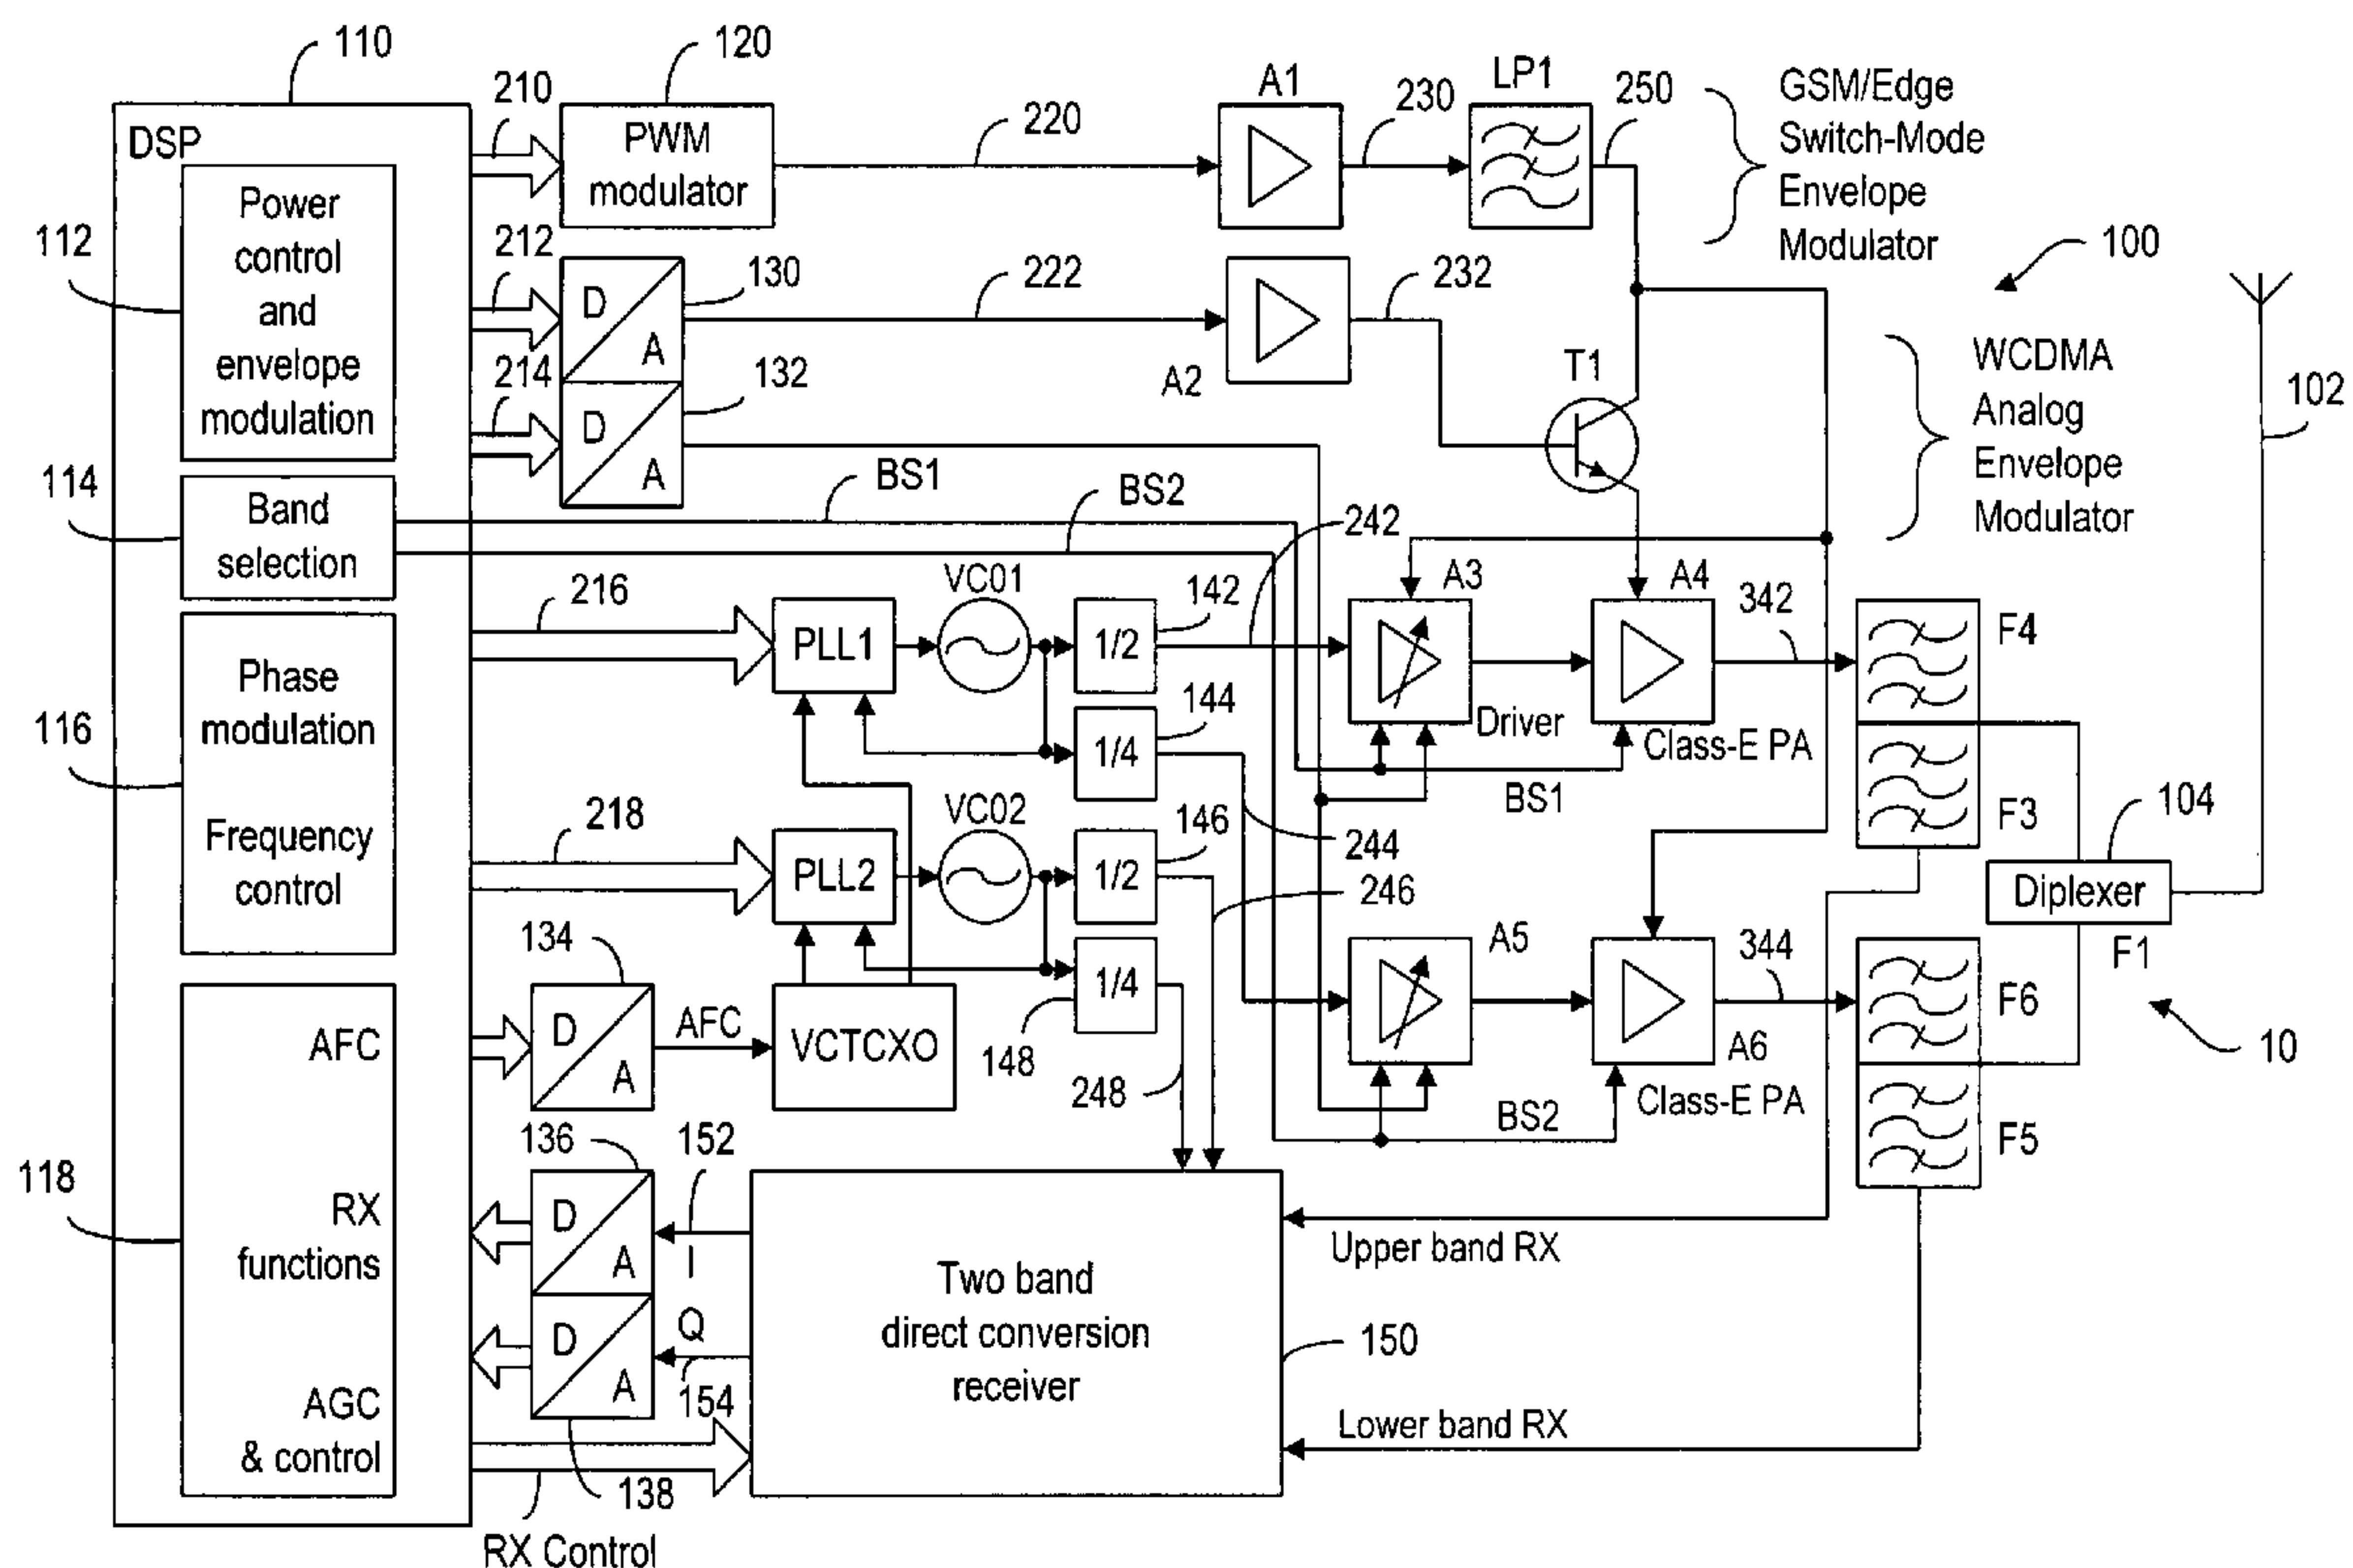 110
120
210
A1
230
LP1
250
GSM/Edge
Switch-Mode
Envelope
Modulator
DSP
PWM
modulator
220
Power
control
and
envelope
modulation
112
212
D
A
130
222
A2
232
100
T1
WCDMA
Analog
Envelope
Modulator
102
214
D
A
132
114
Band
selection
BS1
BS2
242
216
PLL1
VC01
1/2
142
A3
A4
342
F4
Phase
modulation
Frequency
control
116
144
1/4
Driver
Class-E PA
BS1
F3
104
218
PLL2
VC02
1/2
146
244
246
Diplexer
F1
134
D
A
AFC
VCTCXO
1/4
148
248
A5
344
A6
Class-E PA
BS2
F6
F5
10
AFC
RX
functions
AGC
& control
118
136
D
A
152
I
Q
D
A
154
138
RX Control
Two band
direct conversion
receiver
150
Upper band RX
Lower band RX